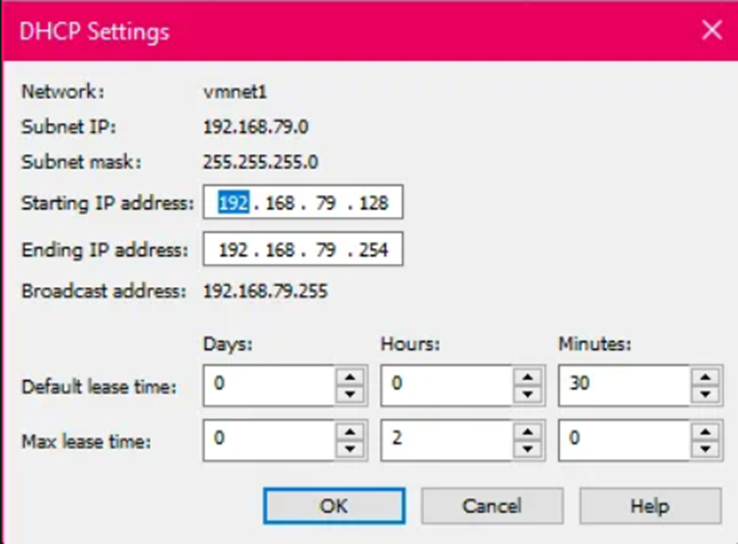 DHCP Settings
Network: vmnet1
Subnet IP: 192.168.79.0
Subnet mask: 255.255.255.0
Starting IP address: 192 . 168 . 79 . 128
Ending IP address: 192 . 168 . 79 . 254
Broadcast address: 192.168.79.255
Days: Hours: Minutes:
Default lease time: 0 0 30
Max lease time: 0 2 0
OK Cancel Help